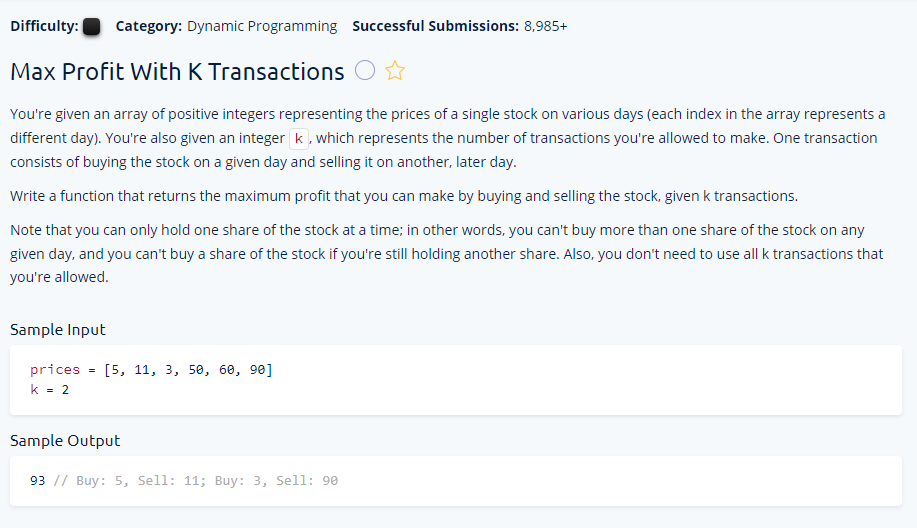 Difficulty: Category: Dynamic Programming Successful Submissions: 8,985+
Max Profit With K Transactions
You're given an array of positive integers representing the prices of a single stock on various days (each index in the array represents a
different day). You're also given an integer k , which represents the number of transactions you're allowed to make. One transaction
consists of buying the stock on a given day and selling it on another, later day.
Write a function that returns the maximum profit that you can make by buying and selling the stock, given k transactions.
Note that you can only hold one share of the stock at a time; in other words, you can't buy more than one share of the stock on any
given day, and you can't buy a share of the stock if you're still holding another share. Also, you don't need to use all k transactions that
you're allowed.
Sample Input
prices = [5, 11, 3, 50, 60, 90]
k = 2
Sample Output
93 // Buy: 5, Sell: 11; Buy: 3, Sell: 90